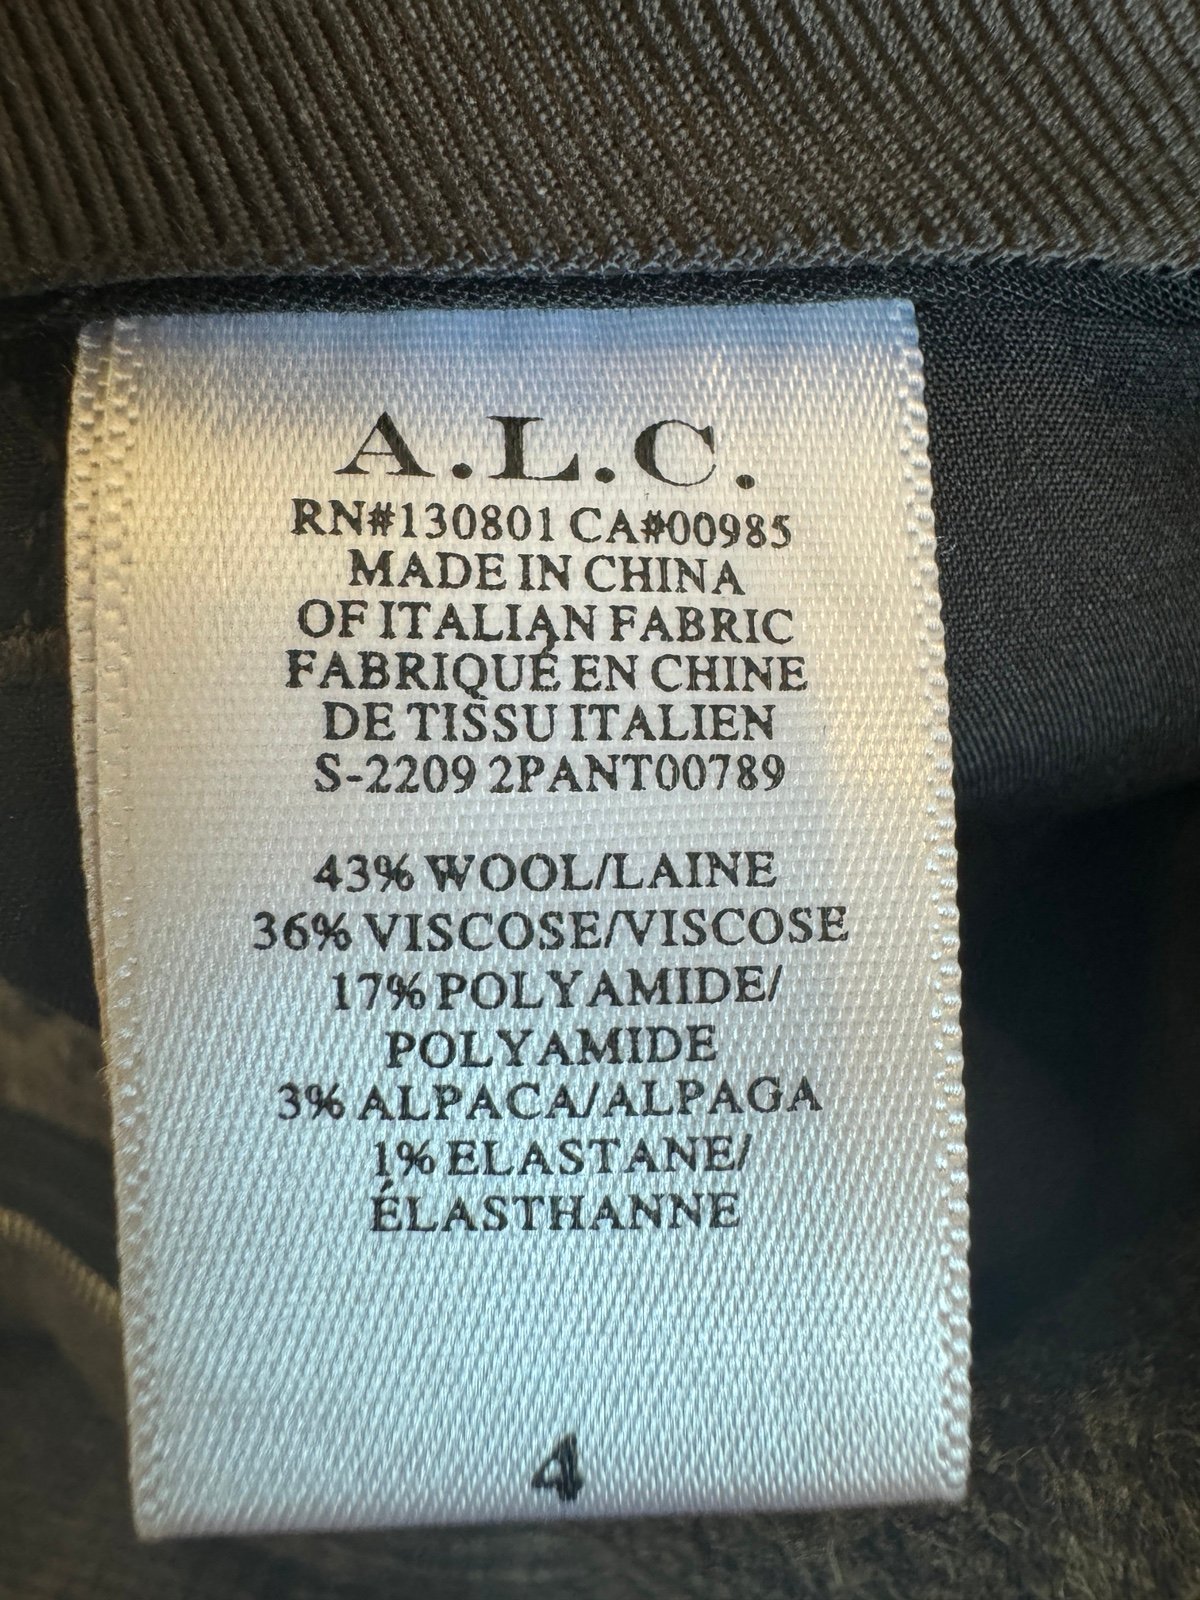 A.L.C.
RN#130801 CA#00985
MADE IN CHINA
OF ITALIAN FABRIC
FABRIQUÉ EN CHINE
DE TISSU ITALIEN
S-2209 2PANT00789
43% WOOL/LAINE
36% VISCOSE/VISCOSE
17% POLYAMIDE/
POLYAMIDE
3% ALPACA/ALPAGA
1% ELASTANE/
ÉLASTHANNE
4